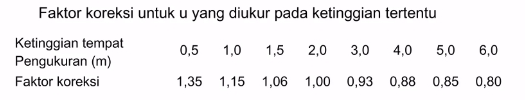 Faktor koreksi untuk u yang diukur pada ketinggian tertentu
Ketinggian tempat
Pengukuran (m) 0,5 1,0 1,5 2,0 3,0 4,0 5,0 6,0
Faktor koreksi 1,35 1,15 1,06 1,00 0,93 0,88 0,85 0,80